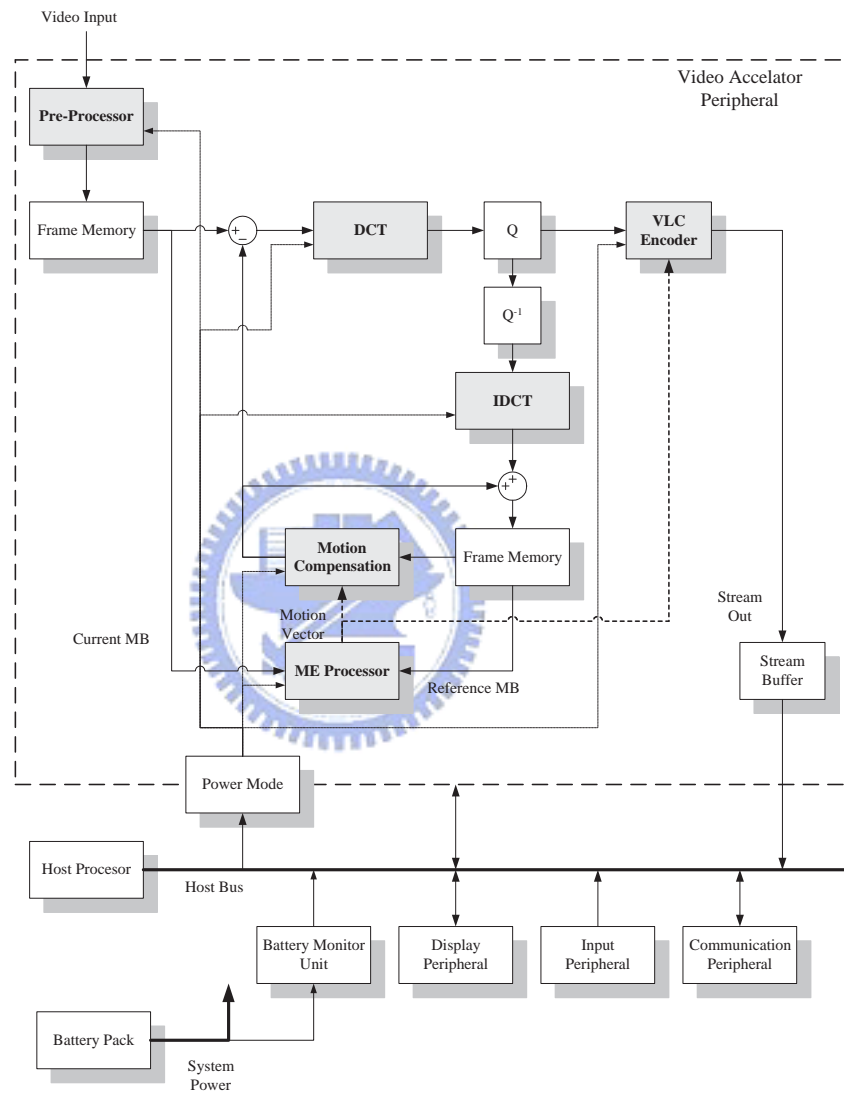 Video Input
Video Accelator
Peripheral
Pre-Processor
Frame Memory
+
−
DCT
Q
VLC
Encoder
Q-1
IDCT
+
+
Motion
Compensation
Frame Memory
Motion
Vector
Stream
Out
Current MB
ME Processor
Reference MB
Stream
Buffer
Power Mode
Host Procesor
Host Bus
Battery Monitor
Unit
Display
Peripheral
Input
Peripheral
Communication
Peripheral
Battery Pack
System
Power